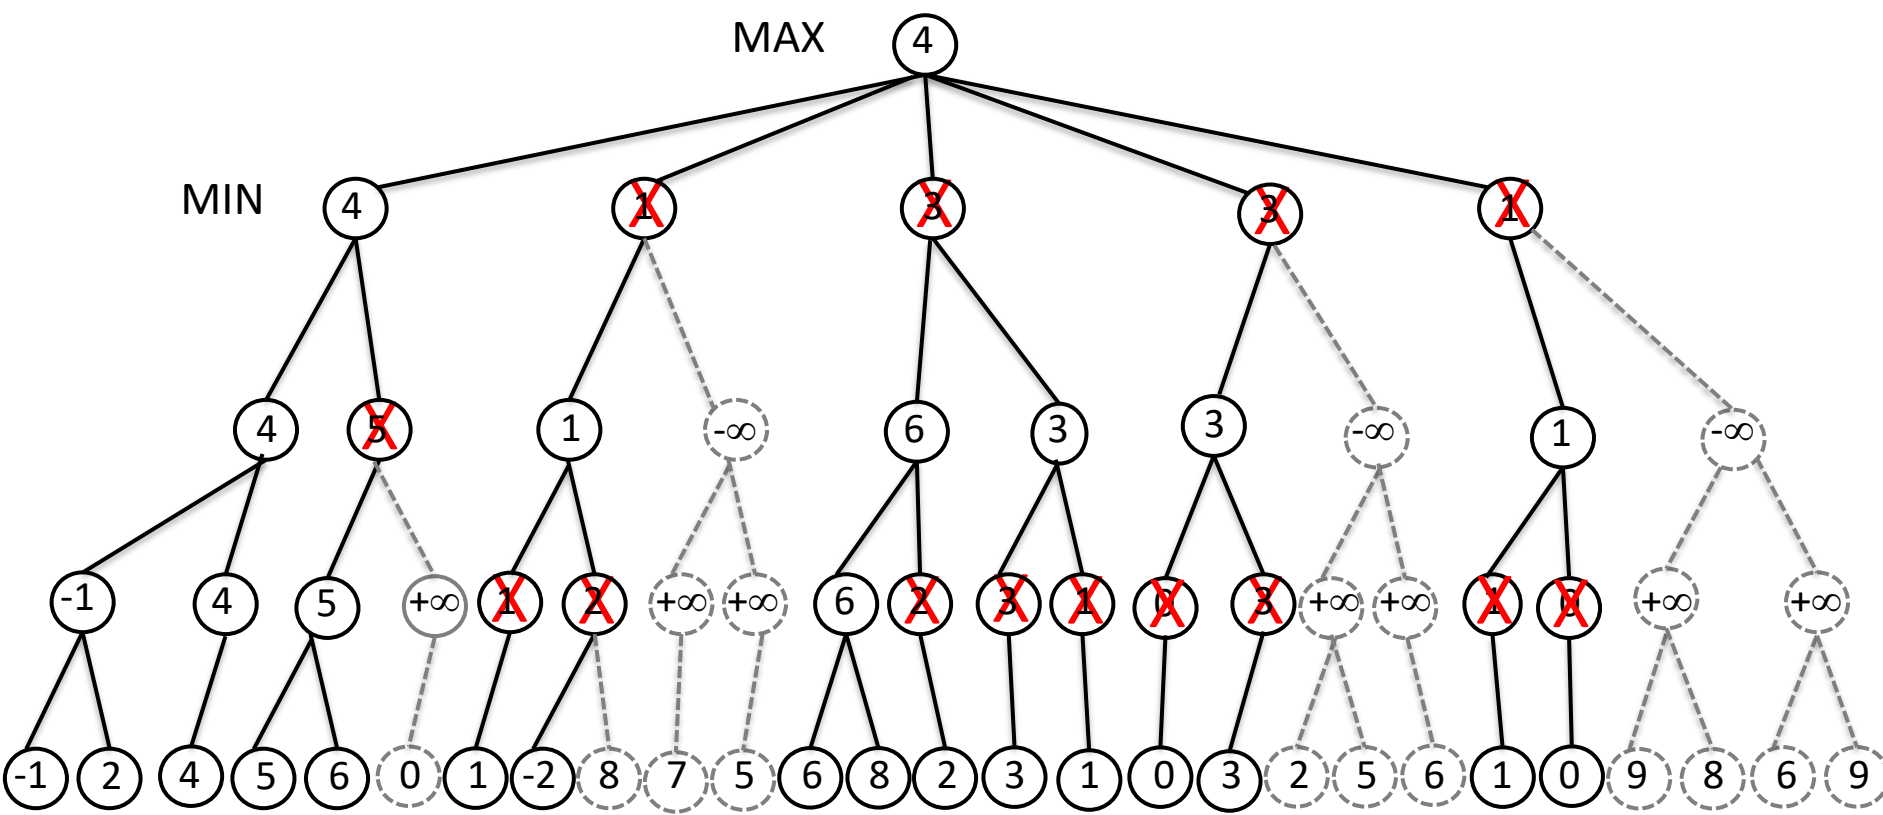 MAX 4
MIN 4 1 3 3 1
4 5 1 -∞ 6 3 3 -∞ 1 -∞
-1 4 5 +∞ 1 2 +∞ +∞ 6 2 3 1 0 3 +∞ +∞ 1 0 +∞ +∞
-1 2 4 5 6 0 1 -2 8 7 5 6 8 2 3 1 0 3 2 5 6 1 0 9 8 6 9